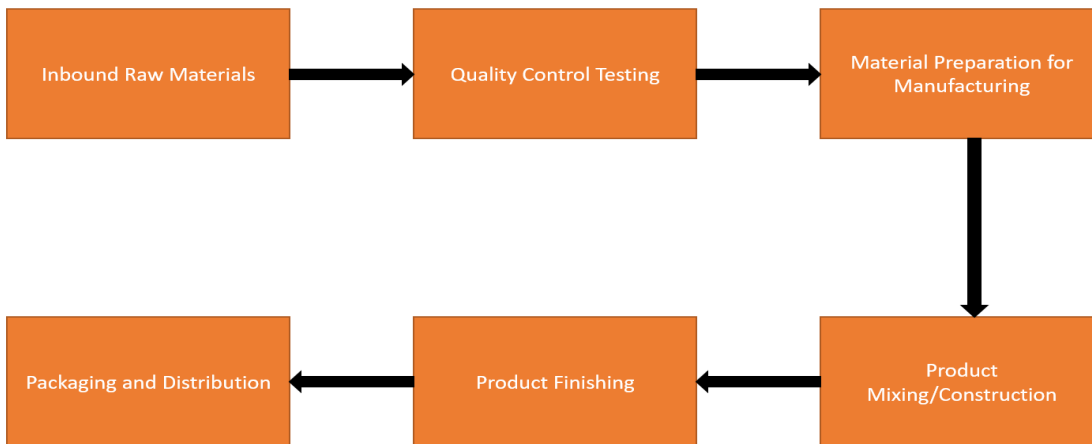 Inbound Raw Materials
Quality Control Testing
Material Preparation for
Manufacturing
Product
Mixing/Construction
Product Finishing
Packaging and Distribution